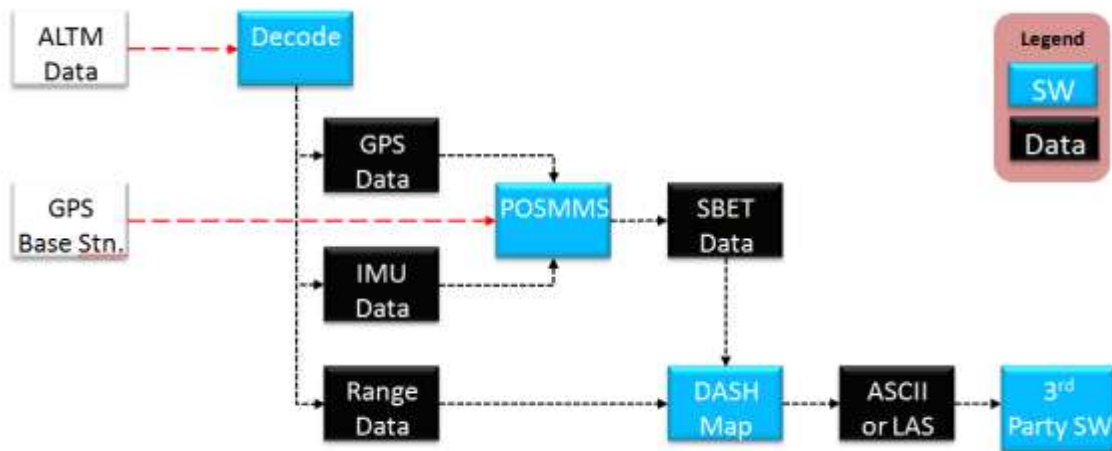 ALTM
Data
Decode
Legend
SW
Data
GPS
Data
GPS
Base Stn.
POSMMS
SBET
Data
IMU
Data
Range
Data
DASH
Map
ASCII
or LAS
3rd
Party SW